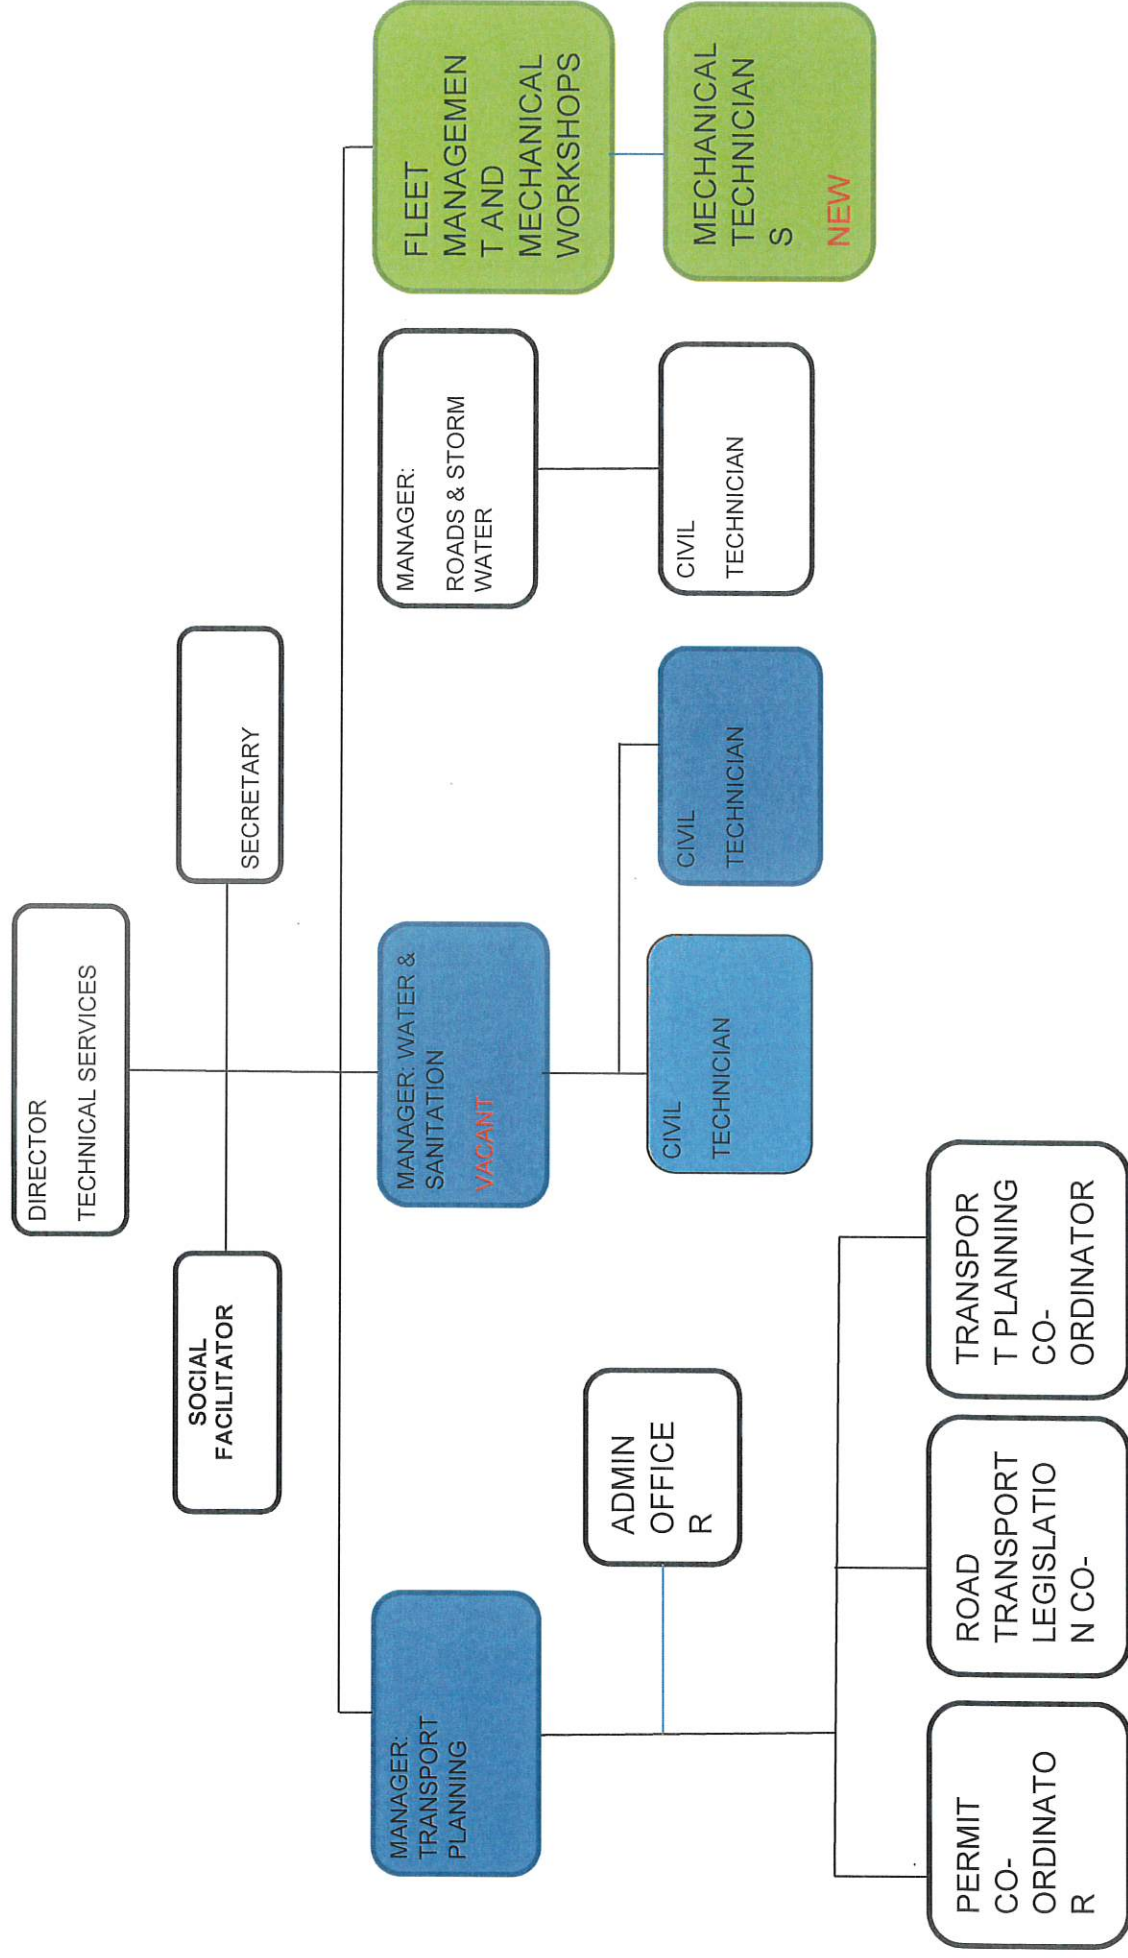 DIRECTOR
TECHNICAL SERVICES
SOCIAL
FACILITATOR
SECRETARY
MANAGER:
TRANSPORT
PLANNING
MANAGER: WATER &
SANITATION
VACANT
MANAGER:
ROADS & STORM
WATER
FLEET
MANAGEMEN
T AND
MECHANICAL
WORKSHOPS
ADMIN
OFFICE
R
CIVIL
TECHNICIAN
CIVIL
TECHNICIAN
CIVIL
TECHNICIAN
MECHANICAL
TECHNICIAN
S
NEW
PERMIT
CO-
ORDINATO
R
ROAD
TRANSPORT
LEGISLATIO
N CO-
TRANSPOR
T PLANNING
CO-
ORDINATOR